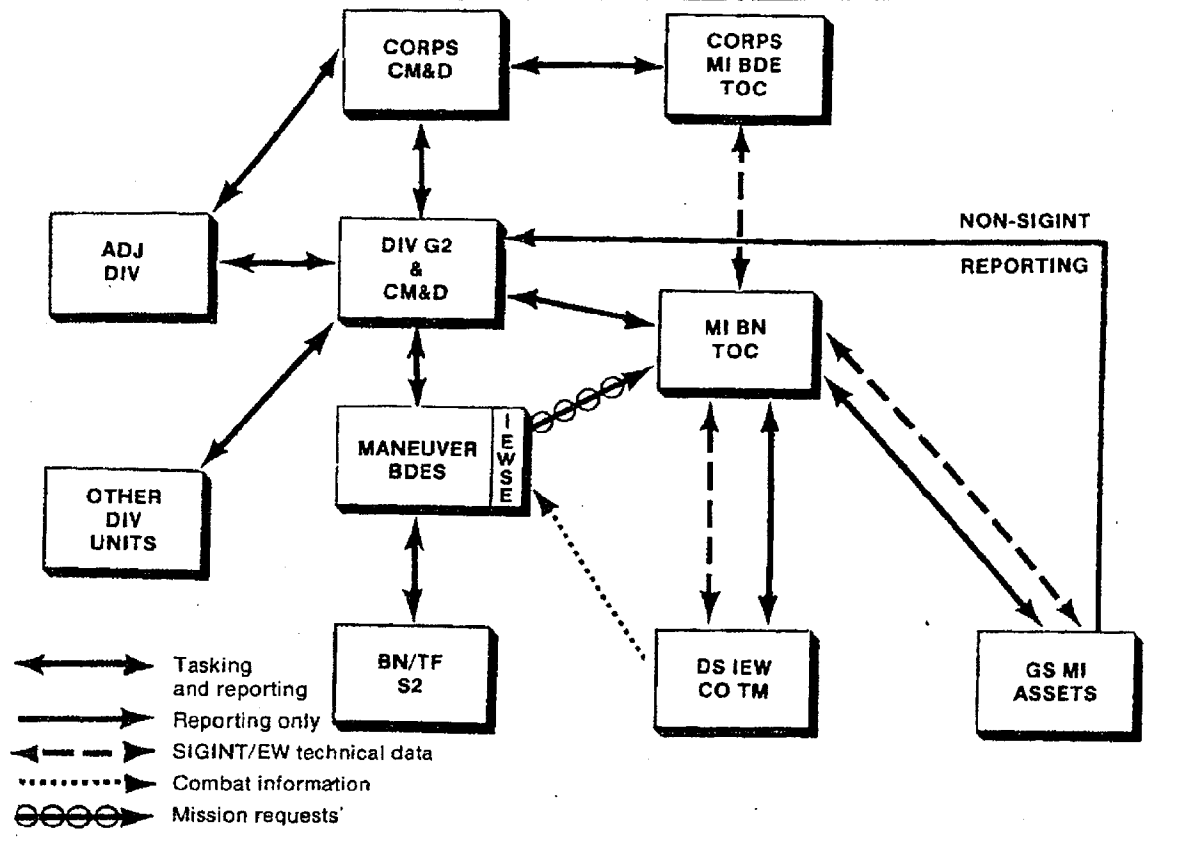 CORPS
CM&D
CORPS
MI BDE
TOC
ADJ
DIV
DIV G2
&
CM&D
NON-SIGINT
REPORTING
MI BN
TOC
MANEUVER
BDES
IEWSE
OTHER
DIV
UNITS
BN/TF
S2
DS IEW
CO TM
GS MI
ASSETS
Tasking
and reporting
Reporting only
SIGINT/EW technical data
Combat information
Mission requests'